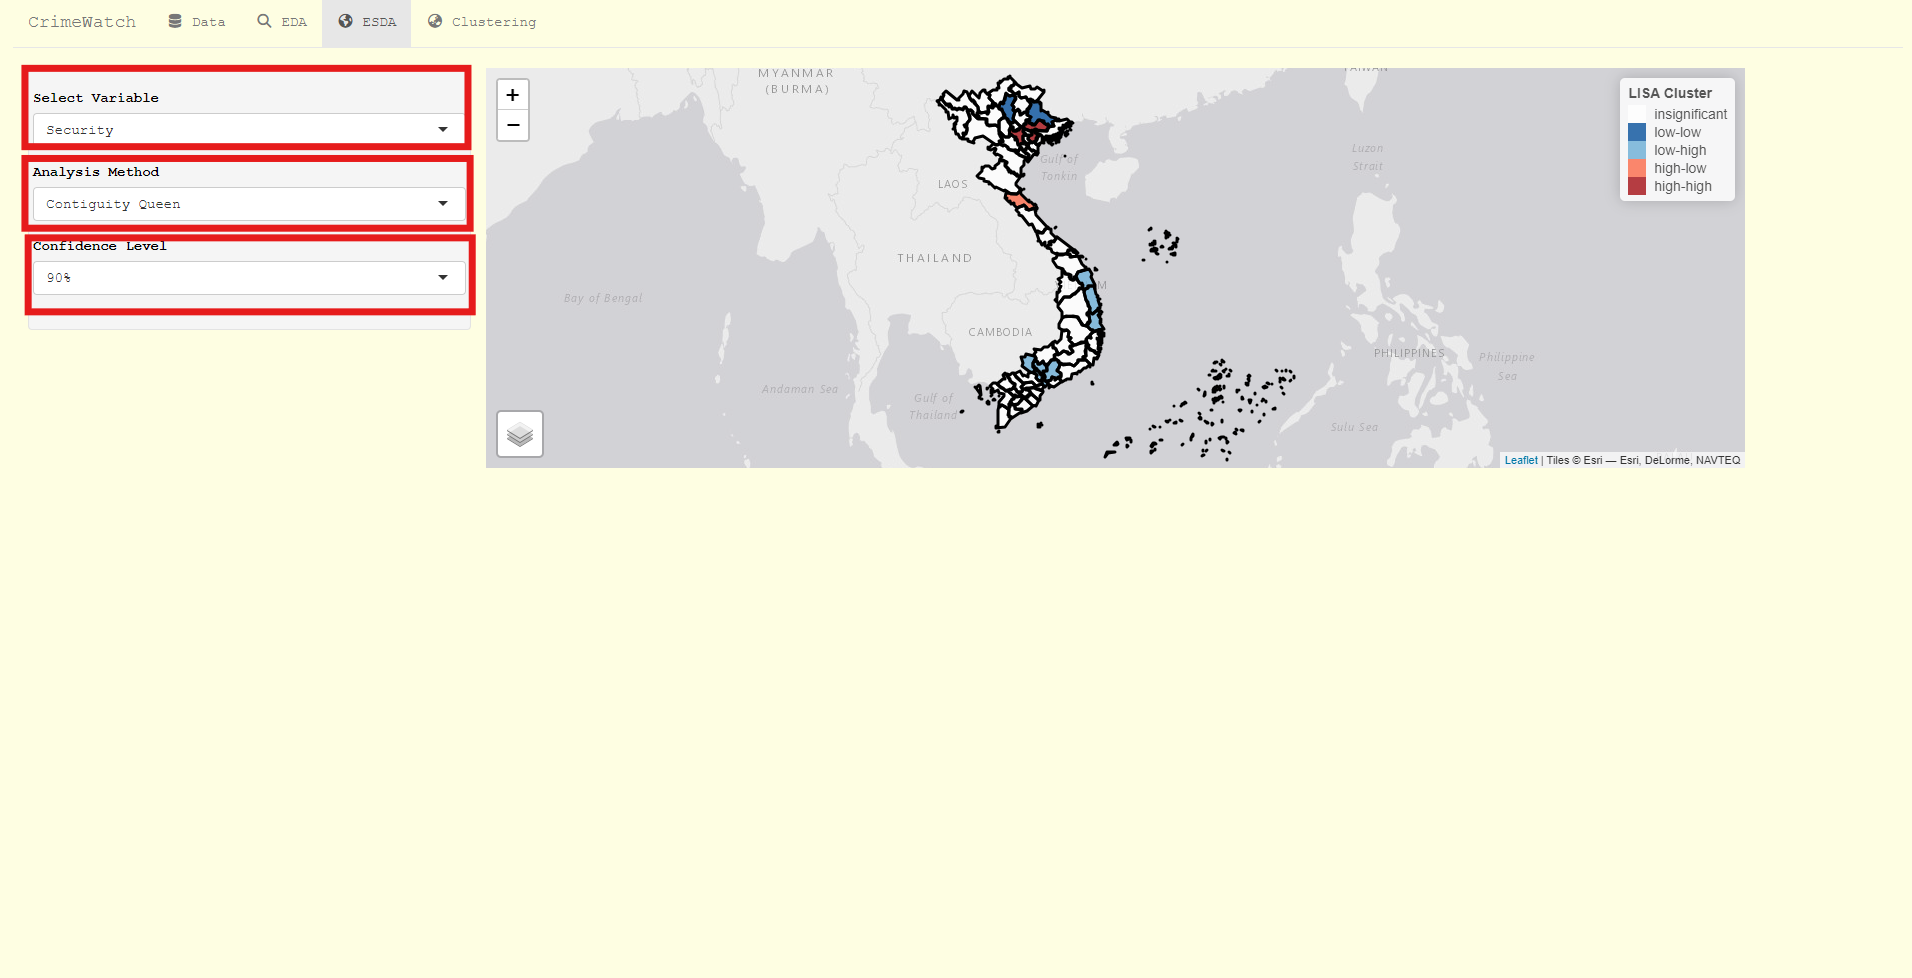 CrimeWatch Data EDA ESDA Clustering
Select Variable
Security
Analysis Method
Contiguity Queen
Confidence Level
90%
+
−
MYANMAR
(BURMA)
TAIWAN
LAOS
Gulf of
Tonkin
Luzon
Strait
THAILAND
Bay of Bengal
M
CAMBODIA
PHILIPPINES
Philippine
Sea
Andaman Sea
Gulf of
Thailand
Sulu Sea
LISA Cluster
insignificant
low-low
low-high
high-low
high-high
Leaflet | Tiles © Esri — Esri, DeLorme, NAVTEQ